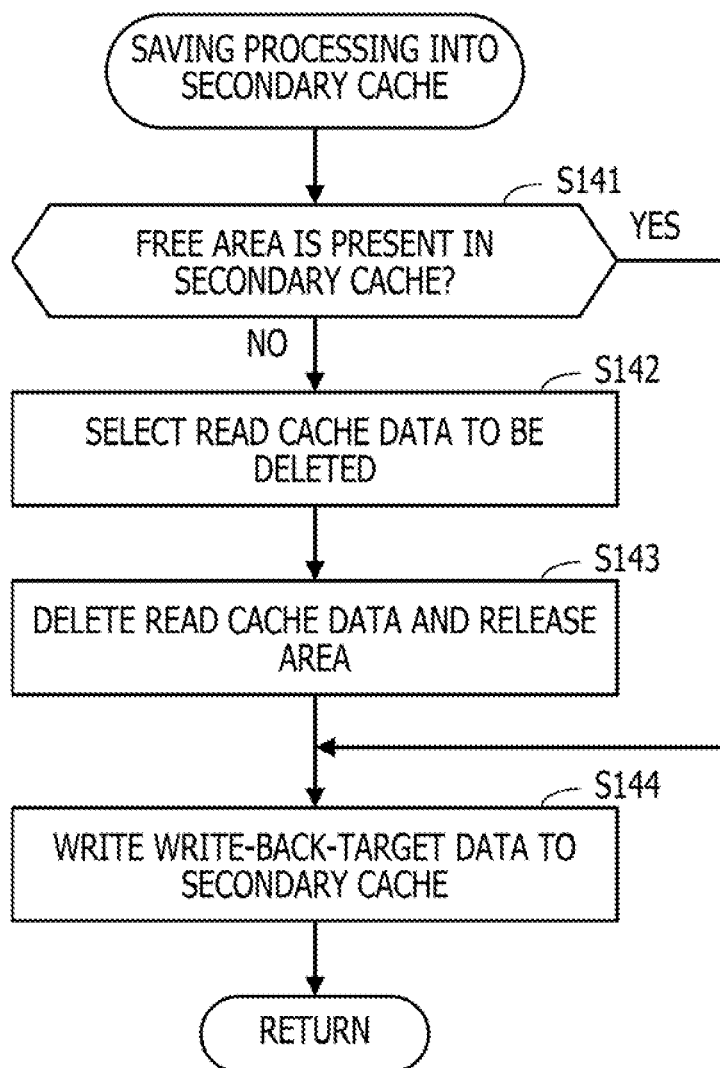 SAVING PROCESSING INTO
SECONDARY CACHE
S141
FREE AREA IS PRESENT IN
SECONDARY CACHE?
YES
NO
S142
SELECT READ CACHE DATA TO BE
DELETED
S143
DELETE READ CACHE DATA AND RELEASE
AREA
S144
WRITE WRITE-BACK-TARGET DATA TO
SECONDARY CACHE
RETURN